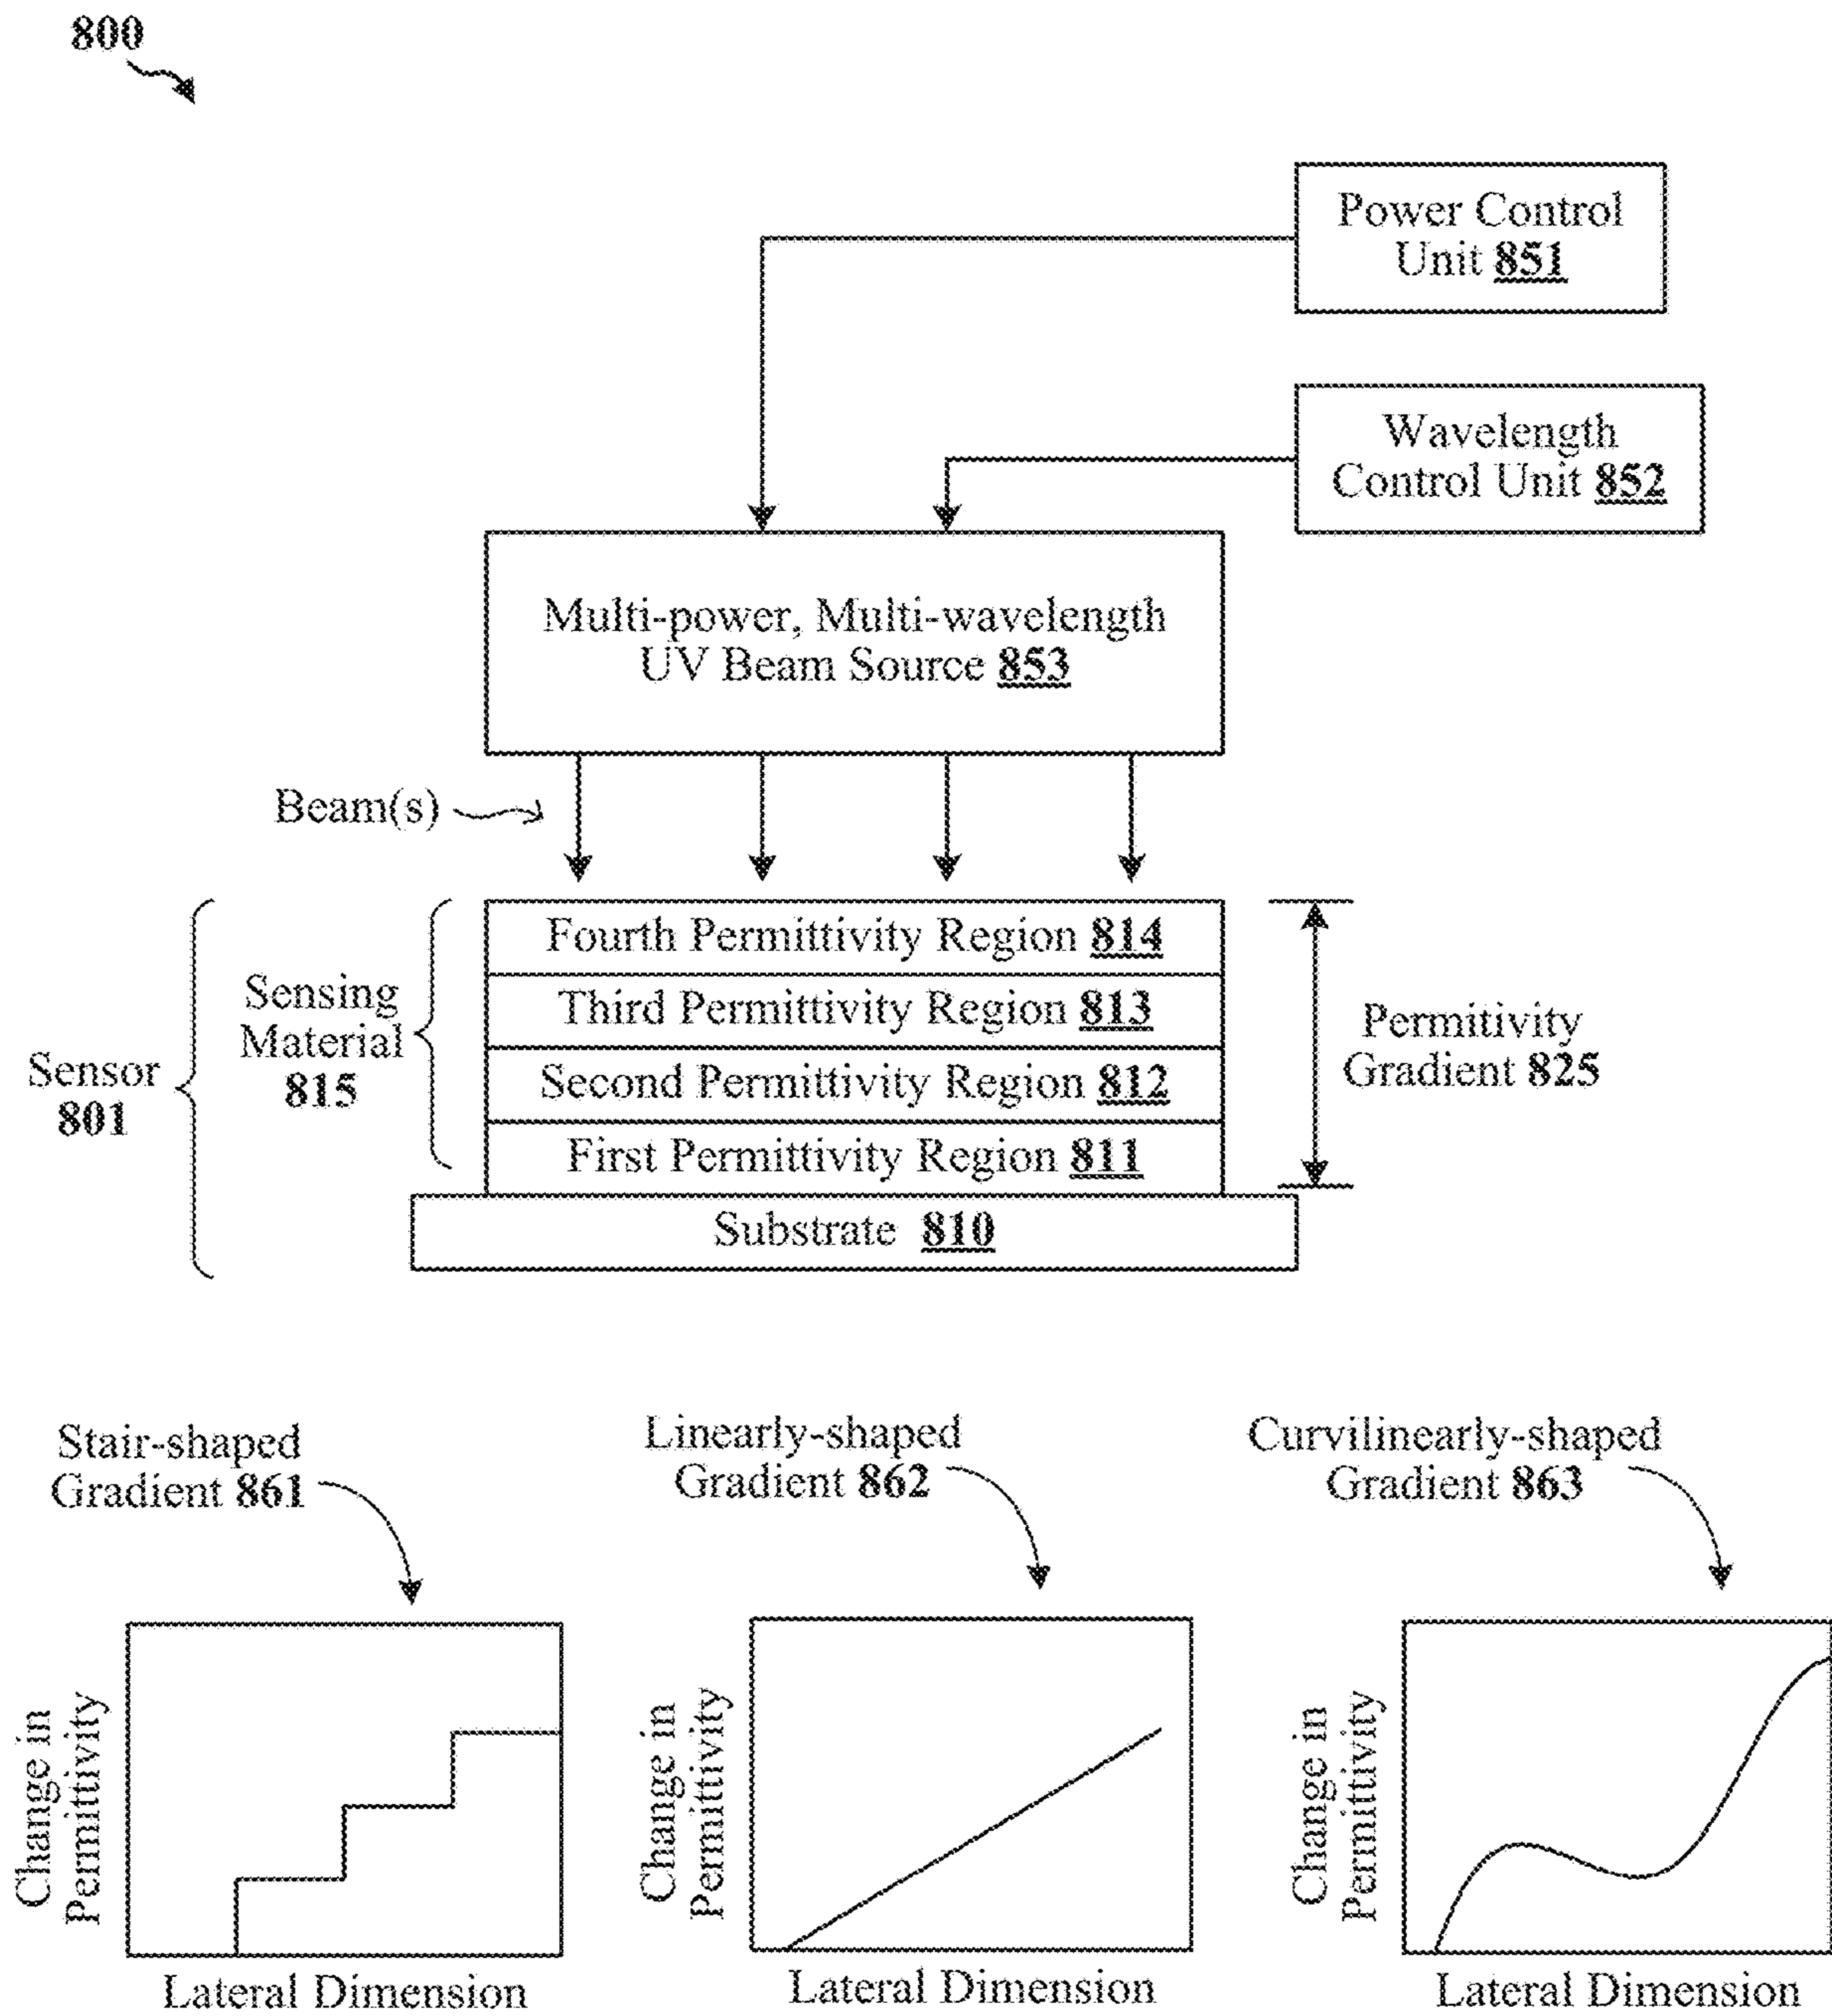 800
Power Control
Unit 851
Wavelength
Control Unit 852
Multi-power, Multi-wavelength
UV Beam Source 853
Beam(s)
Fourth Permittivity Region 814
Third Permittivity Region 813
Second Permittivity Region 812
First Permittivity Region 811
Substrate 810
Sensing
Material
815
Sensor
801
Permitivity
Gradient 825
Stair-shaped
Gradient 861
Change in
Permittivity
Lateral Dimension
Linearly-shaped
Gradient 862
Change in
Permittivity
Lateral Dimension
Curvilinearly-shaped
Gradient 863
Change in
Permittivity
Lateral Dimension